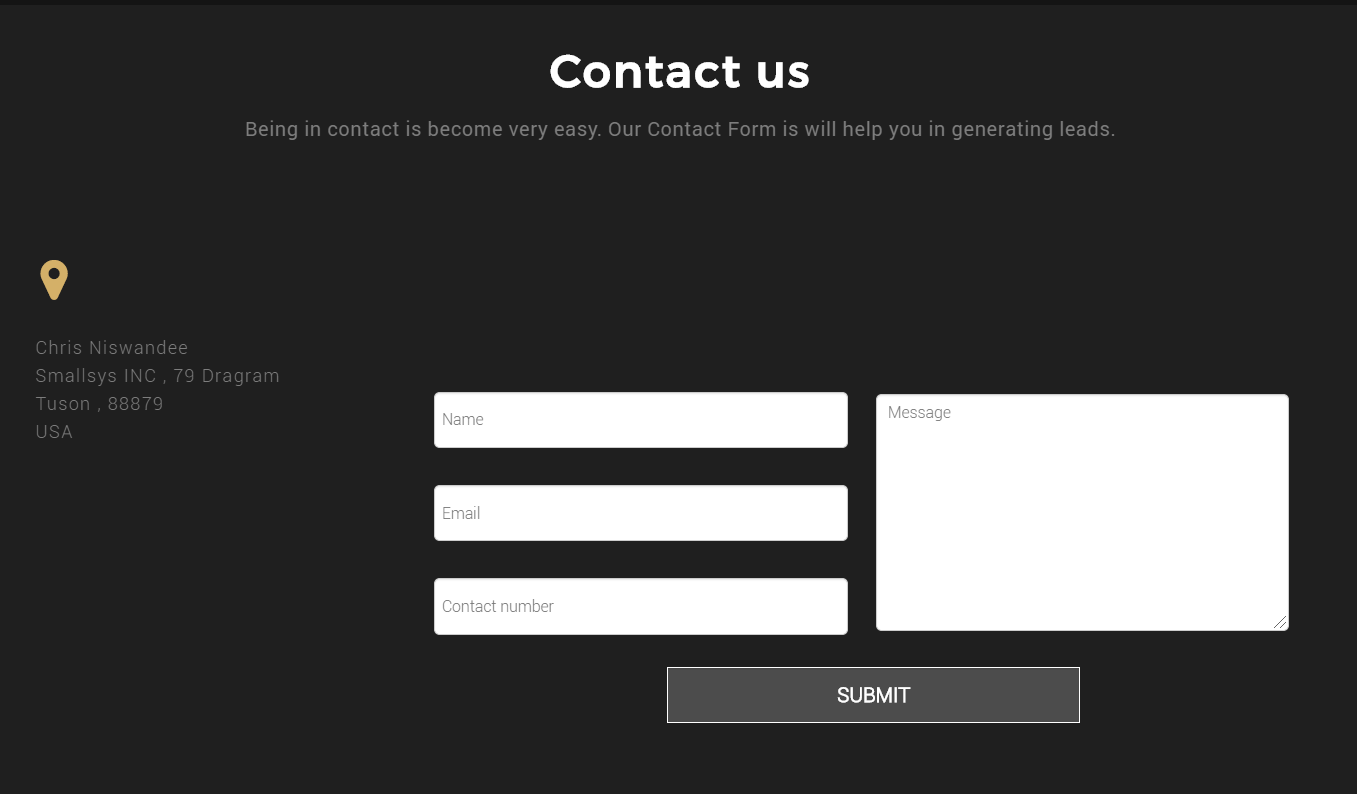 Contact us
Being in contact is become very easy. Our Contact Form is will help you in generating leads.
Chris Niswandee
Smallsys INC , 79 Dragram
Tuson , 88879
USA
Name
Message
Email
Contact number
SUBMIT